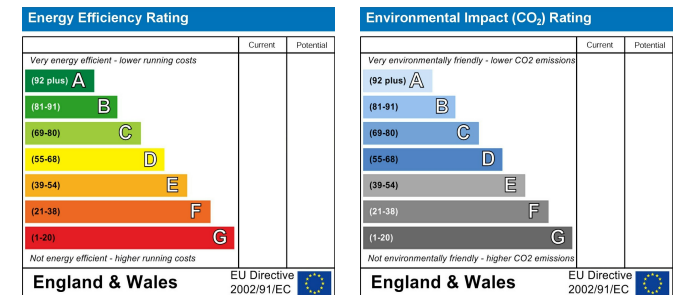 Energy Efficiency Rating
Current Potential
Very energy efficient - lower running costs
(92 plus) A
(81-91) B
(69-80) C
(55-68) D
(39-54) E
(21-38) F
(1-20) G
Not energy efficient - higher running costs
England & Wales
EU Directive
2002/91/EC
Environmental Impact (CO₂) Rating
Current Potential
Very environmentally friendly - lower CO2 emissions
(92 plus) A
(81-91) B
(69-80) C
(55-68) D
(39-54) E
(21-38) F
(1-20) G
Not environmentally friendly - higher CO2 emissions
England & Wales
EU Directive
2002/91/EC